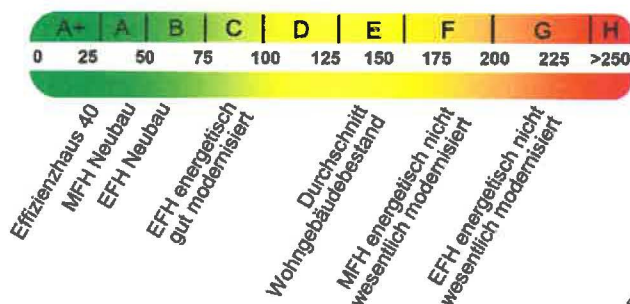 A+ A B C D E F G H
0 25 50 75 100 125 150 175 200 225 >250
Effizienzhaus 40
MFH Neubau
EFH Neubau
EFH energetisch
gut modernisiert
Durchschnitt
Wohngebäudebestand
MFH energetisch nicht
wesentlich modernisiert
EFH energetisch nicht
wesentlich modernisiert